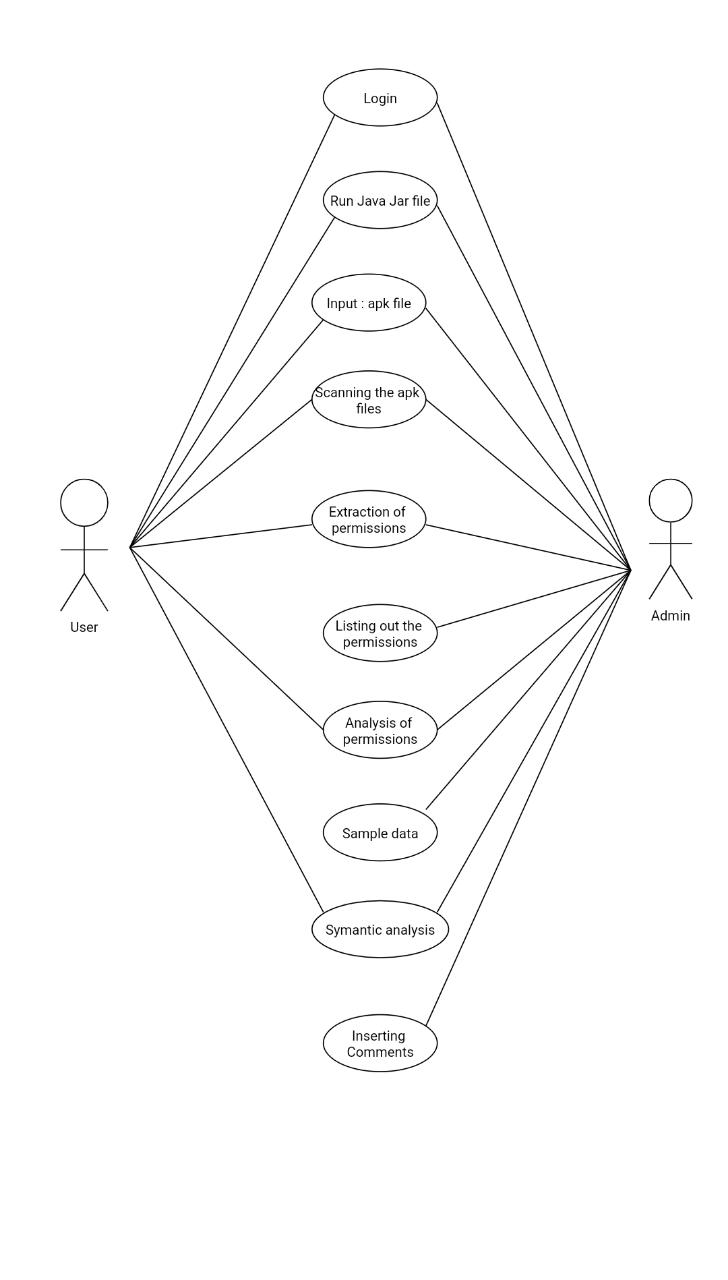 Login
Run Java Jar file
Input : apk file
Scanning the apk
files
Extraction of
permissions
User
Admin
Listing out the
permissions
Analysis of
permissions
Sample data
Symantic analysis
Inserting
Comments